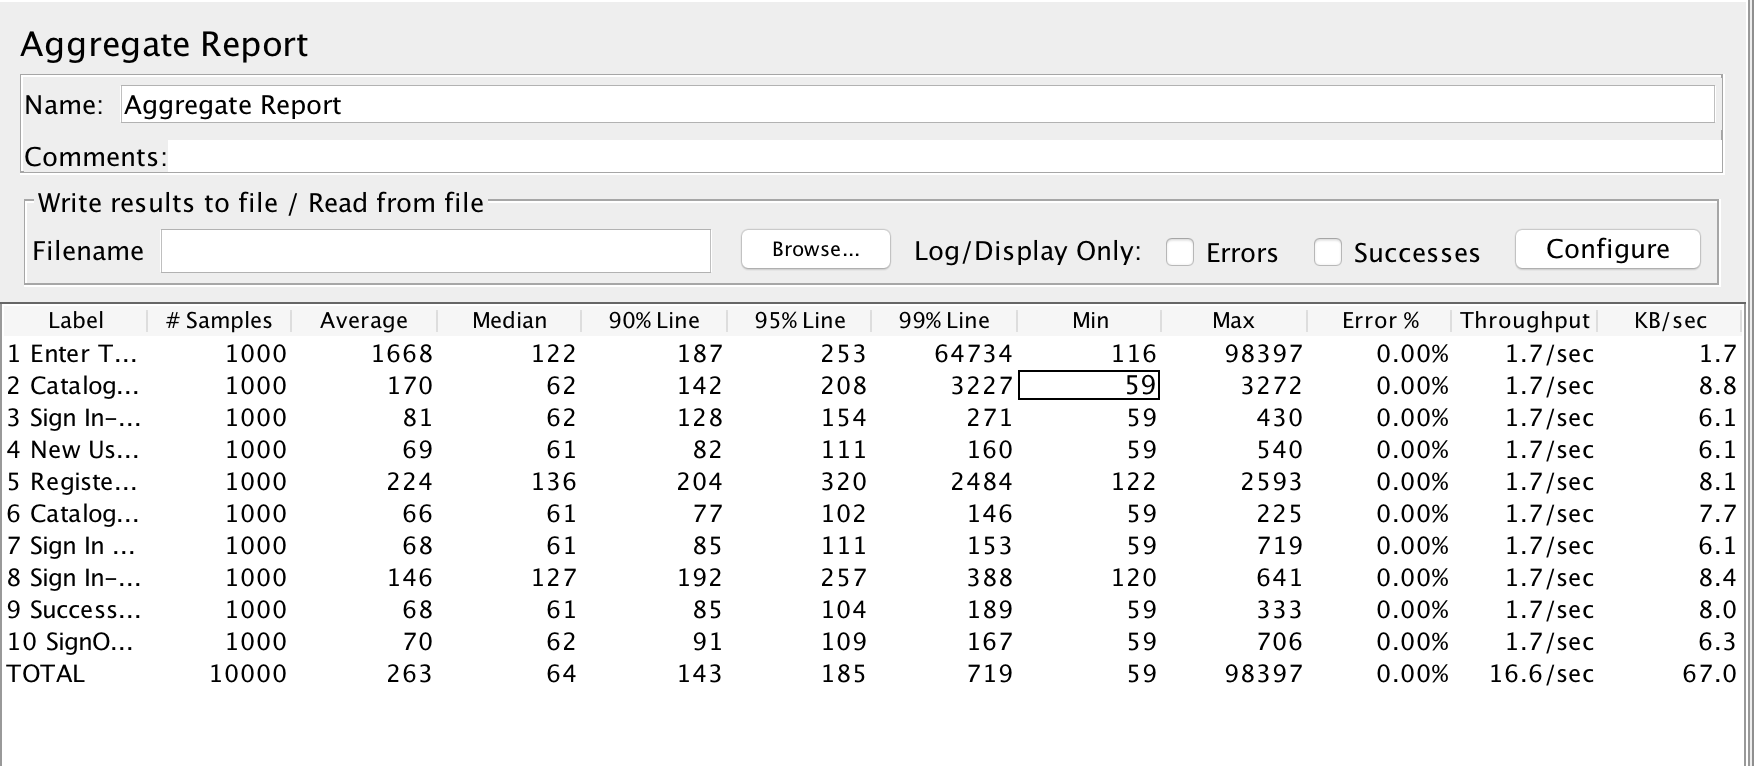 Aggregate Report
Name: Aggregate Report
Comments:
Write results to file / Read from file
Filename Browse... Log/Display Only: Errors Successes Configure
Label # Samples Average Median 90% Line 95% Line 99% Line Min Max Error % Throughput KB/sec
1 Enter T... 1000 1668 122 187 253 64734 116 98397 0.00% 1.7/sec 1.7
2 Catalog... 1000 170 62 142 208 3227 59 3272 0.00% 1.7/sec 8.8
3 Sign In-... 1000 81 62 128 154 271 59 430 0.00% 1.7/sec 6.1
4 New Us... 1000 69 61 82 111 160 59 540 0.00% 1.7/sec 6.1
5 Registe... 1000 224 136 204 320 2484 122 2593 0.00% 1.7/sec 8.1
6 Catalog... 1000 66 61 77 102 146 59 225 0.00% 1.7/sec 7.7
7 Sign In ... 1000 68 61 85 111 153 59 719 0.00% 1.7/sec 6.1
8 Sign In-... 1000 146 127 192 257 388 120 641 0.00% 1.7/sec 8.4
9 Success... 1000 68 61 85 104 189 59 333 0.00% 1.7/sec 8.0
10 SignO... 1000 70 62 91 109 167 59 706 0.00% 1.7/sec 6.3
TOTAL 10000 263 64 143 185 719 59 98397 0.00% 16.6/sec 67.0